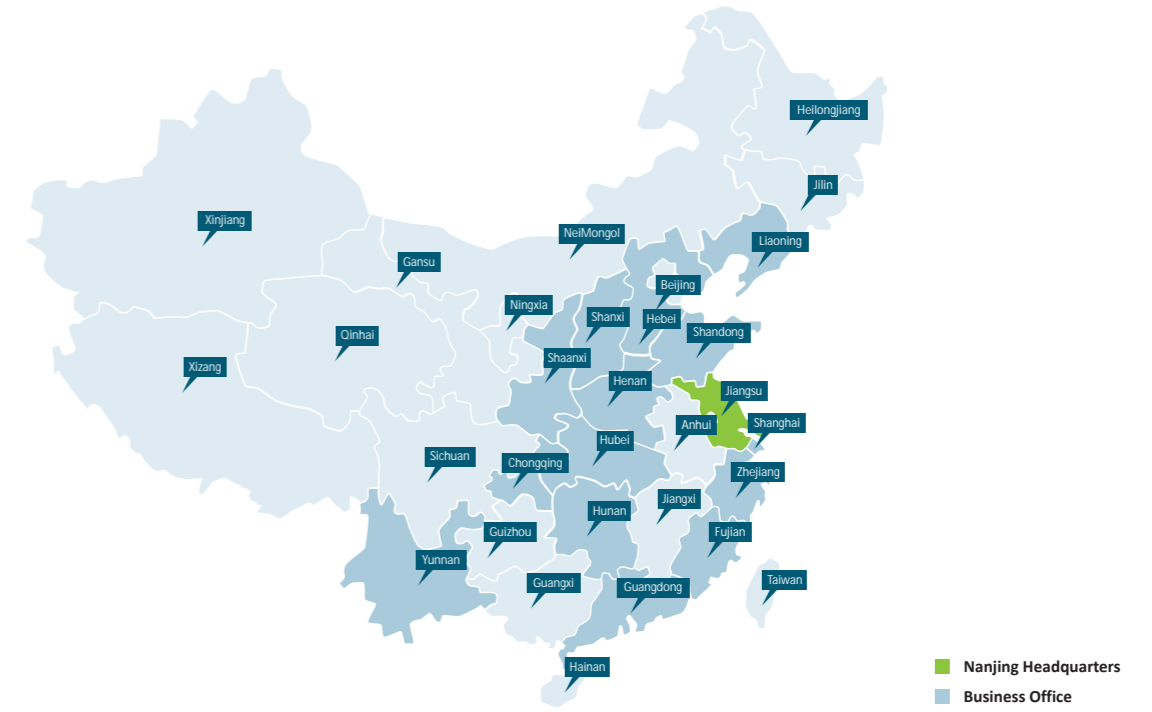 Heilongjiang
Jilin
Xinjiang
NeiMongol
Liaoning
Gansu
Beijing
Ningxia
Shanxi
Hebei
Shandong
Qinhai
Shaanxi
Xizang
Henan
Jiangsu
Anhui
Shanghai
Hubei
Sichuan
Chongqing
Zhejiang
Jiangxi
Hunan
Guizhou
Fujian
Yunnan
Guangxi
Guangdong
Taiwan
Hainan
Nanjing Headquarters
Business Office